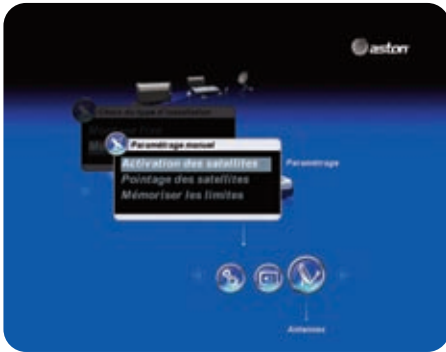 aston
Choix du type d'installation
Paramétrage manuel
Activation des satellites
Paramétrage
Pointage des satellites
Mémoriser les limites
Antennes